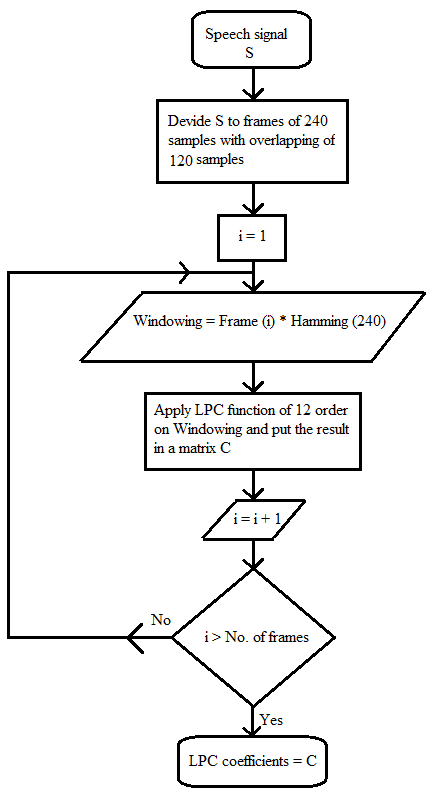 Speech signal
S
Devide S to frames of 240
samples with overlapping of
120 samples
i = 1
Windowing = Frame (i) * Hamming (240)
Apply LPC function of 12 order
on Windowing and put the result
in a matrix C
i = i + 1
No
i > No. of frames
Yes
LPC coefficients = C